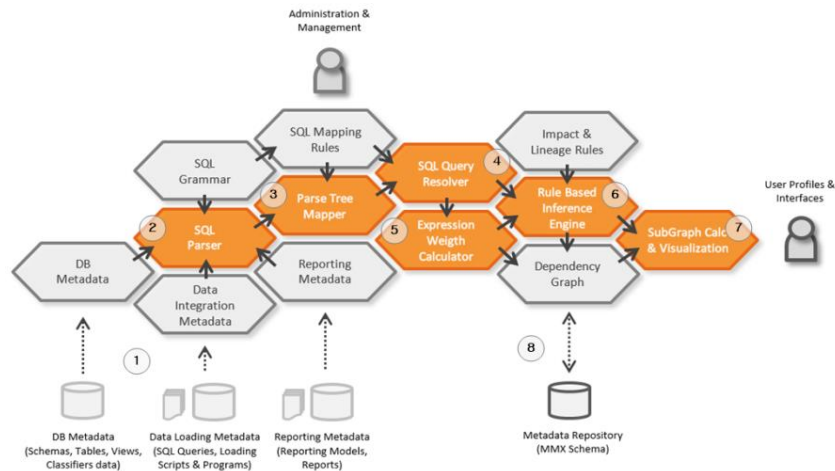 Administration &
Management
SQL Mapping
Rules
Impact &
Lineage Rules
SQL
Grammar
SQL Query
Resolver
4
3
Parse Tree
Mapper
Rule Based
Inference
Engine
6
User Profiles &
Interfaces
2
SQL
Parser
5
Expression
Weigth
Calculator
SubGraph Calc
& Visualization
7
DB
Metadata
Reporting
Metadata
Dependency
Graph
Data
Integration
Metadata
1
8
DB Metadata
(Schemas, Tables, Views,
Classifiers data)
Data Loading Metadata
(SQL Queries, Loading
Scripts & Programs)
Reporting Metadata
(Reporting Models,
Reports)
Metadata Repository
(MMX Schema)